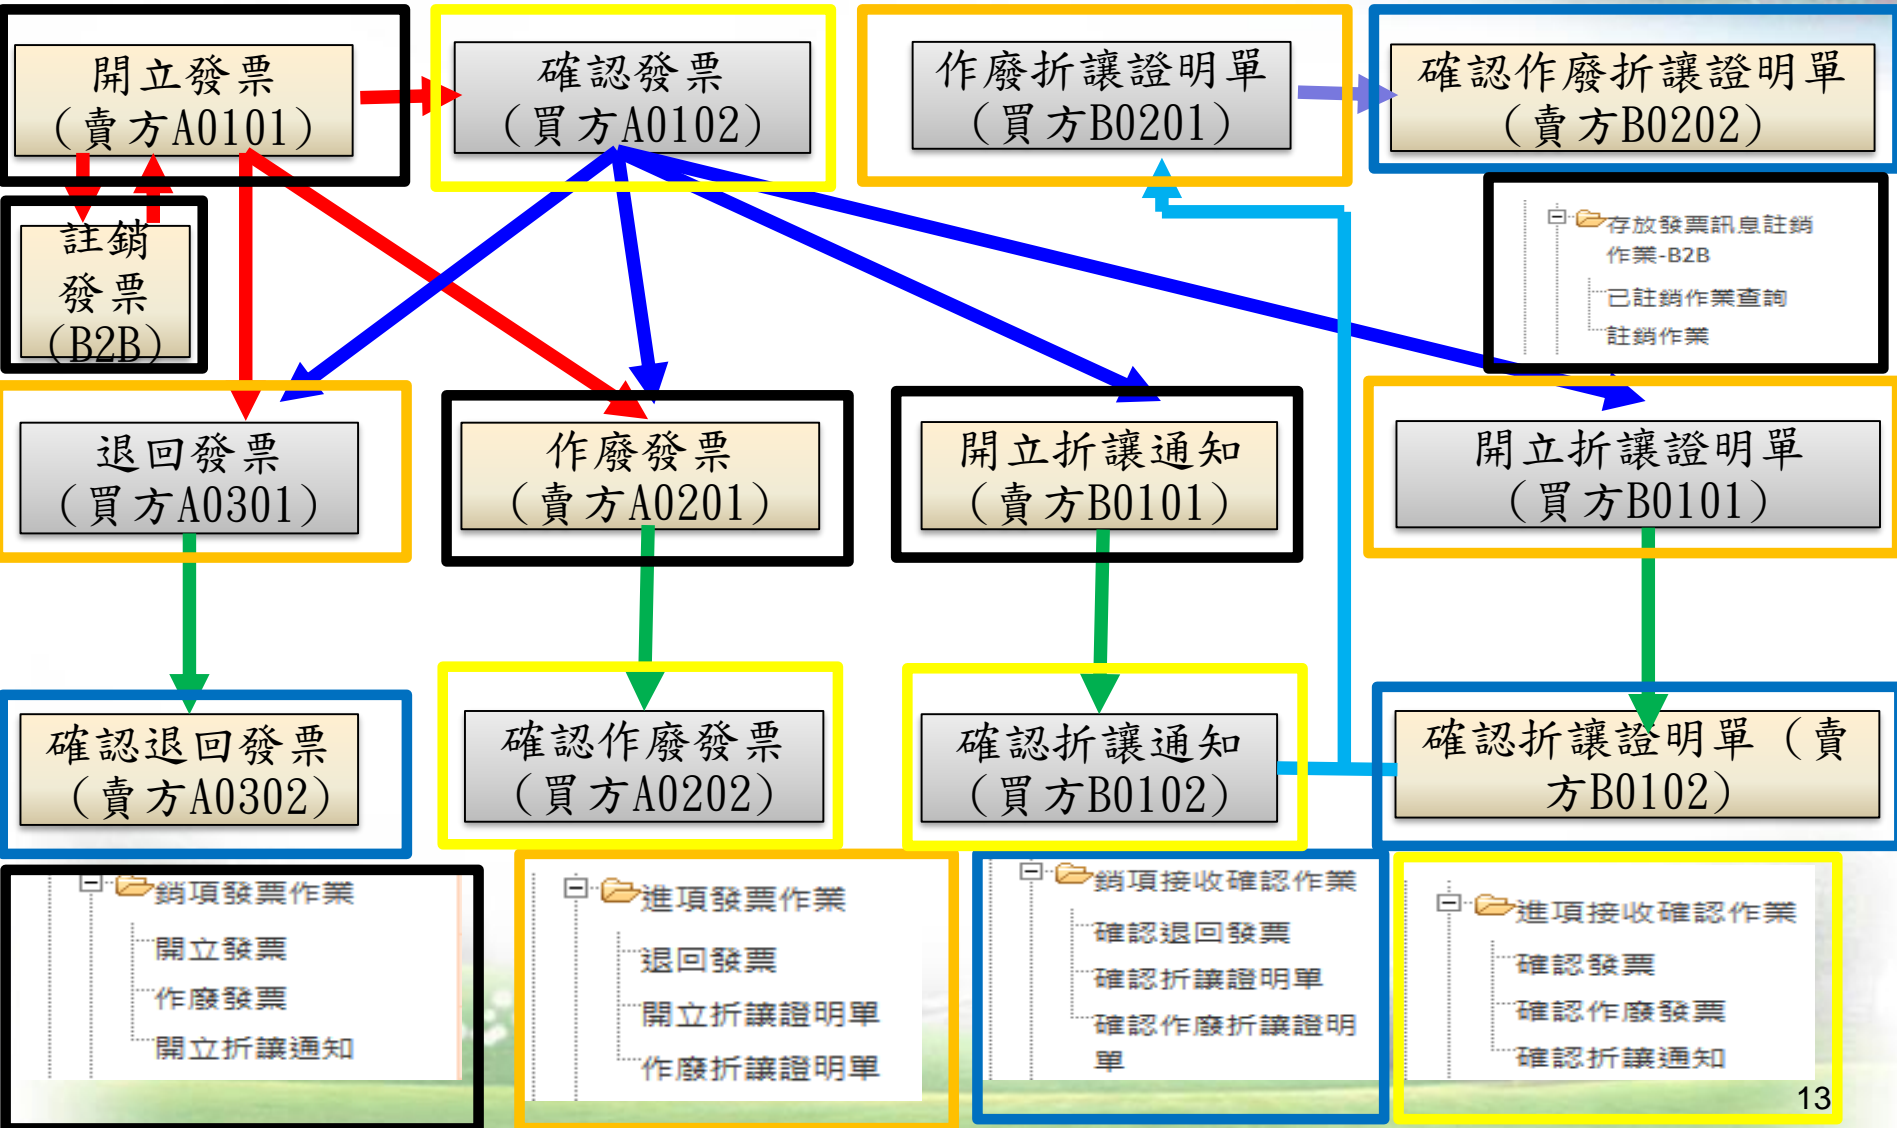 開立發票
（賣方A0101）
確認發票
（買方A0102）
作廢折讓證明單
（買方B0201）
確認作廢折讓證明單
（賣方B0202）
註銷
發票
（B2B）
存放發票訊息註銷
作業-B2B
已註銷作業查詢
註銷作業
退回發票
（買方A0301）
作廢發票
（賣方A0201）
開立折讓通知
（賣方B0101）
開立折讓證明單
（買方B0101）
確認退回發票
（賣方A0302）
確認作廢發票
（買方A0202）
確認折讓通知
（買方B0102）
確認折讓證明單（賣
方B0102）
銷項發票作業
開立發票
作廢發票
開立折讓通知
進項發票作業
退回發票
開立折讓證明單
作廢折讓證明單
銷項接收確認作業
確認退回發票
確認折讓證明單
確認作廢折讓證明
單
進項接收確認作業
確認發票
確認作廢發票
確認折讓通知
13